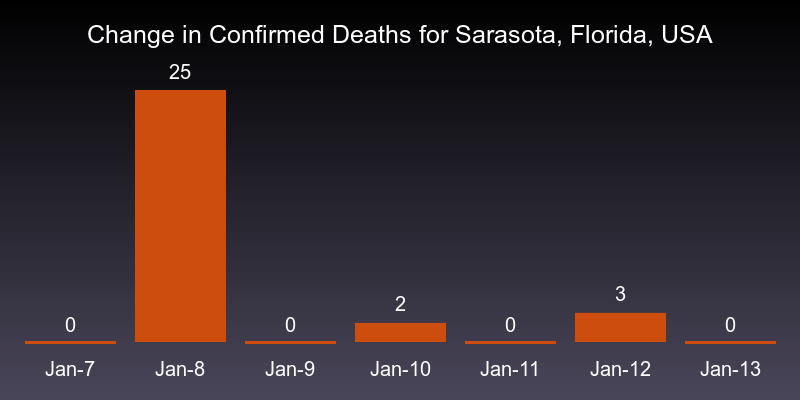 Change in Confirmed Deaths for Sarasota, Florida, USA
25
0 0 2 0 3 0
Jan-7 Jan-8 Jan-9 Jan-10 Jan-11 Jan-12 Jan-13